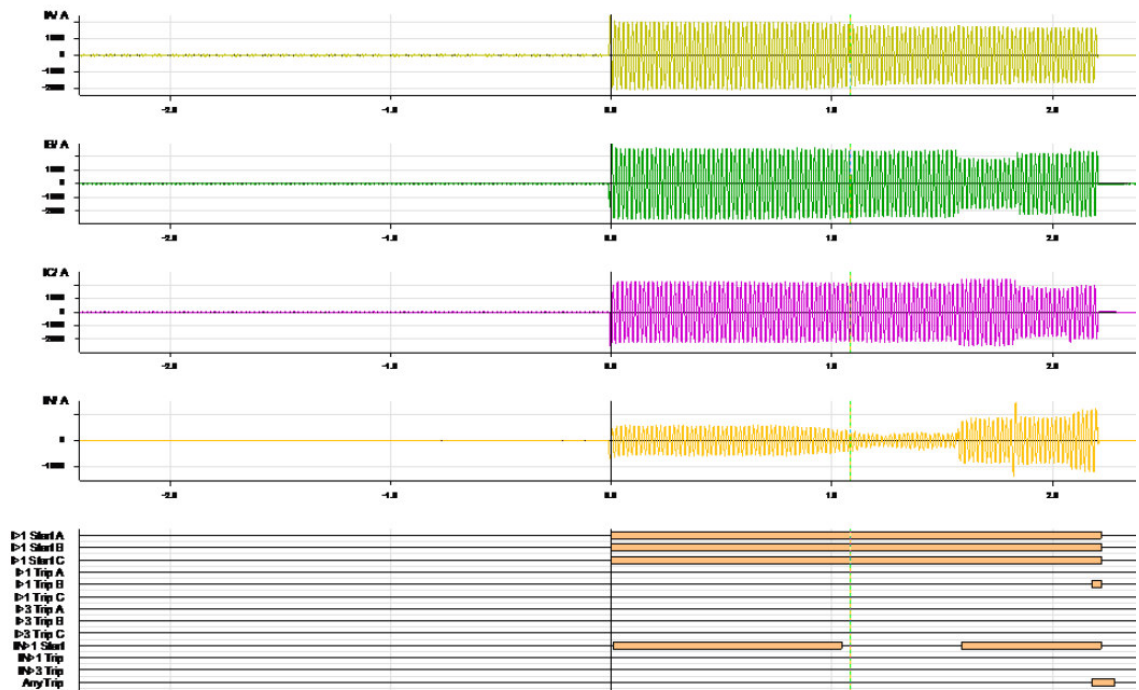 IA/ A
1000
0
-1000
-2000
-2.0
-1.0
0.0
1.0
2.0
IB/ A
1000
0
-1000
-2000
-2.0
-1.0
0.0
1.0
2.0
IC/ A
1000
0
-1000
-2000
-2.0
-1.0
0.0
1.0
2.0
IN/ A
0
-1000
-2.0
-1.0
0.0
1.0
2.0
I>1 Start A
I>1 Start B
I>1 Start C
I>1 Trip A
I>1 Trip B
I>1 Trip C
I>3 Trip A
I>3 Trip B
I>3 Trip C
IN>1 Start
IN>1 Trip
IN>3 Trip
Any Trip